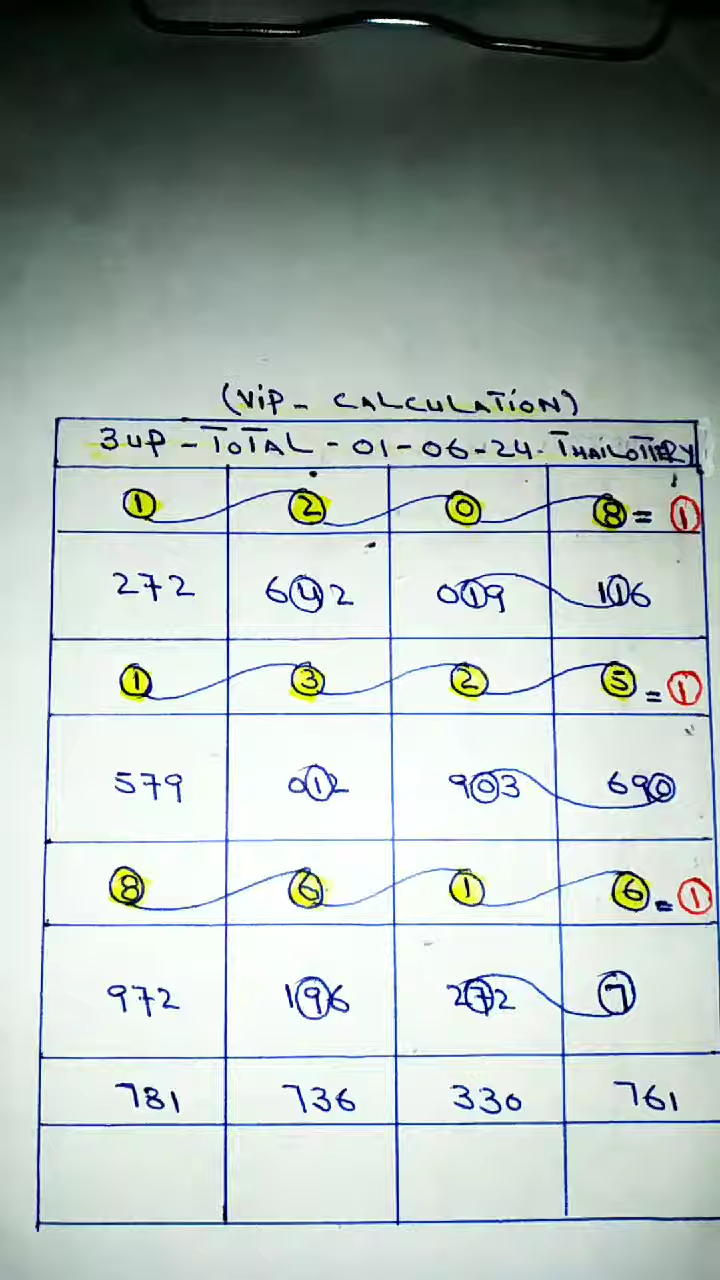 (ViP - CALCULATiON)
3UP - TOTAL - 01-06-24. THAILOTTERY
1 2 0 8 = 1
272 642 019 116
1 3 2 5 = 1
579 012 903 690
8 6 1 6 = 1
972 196 272 7
781 736 330 761